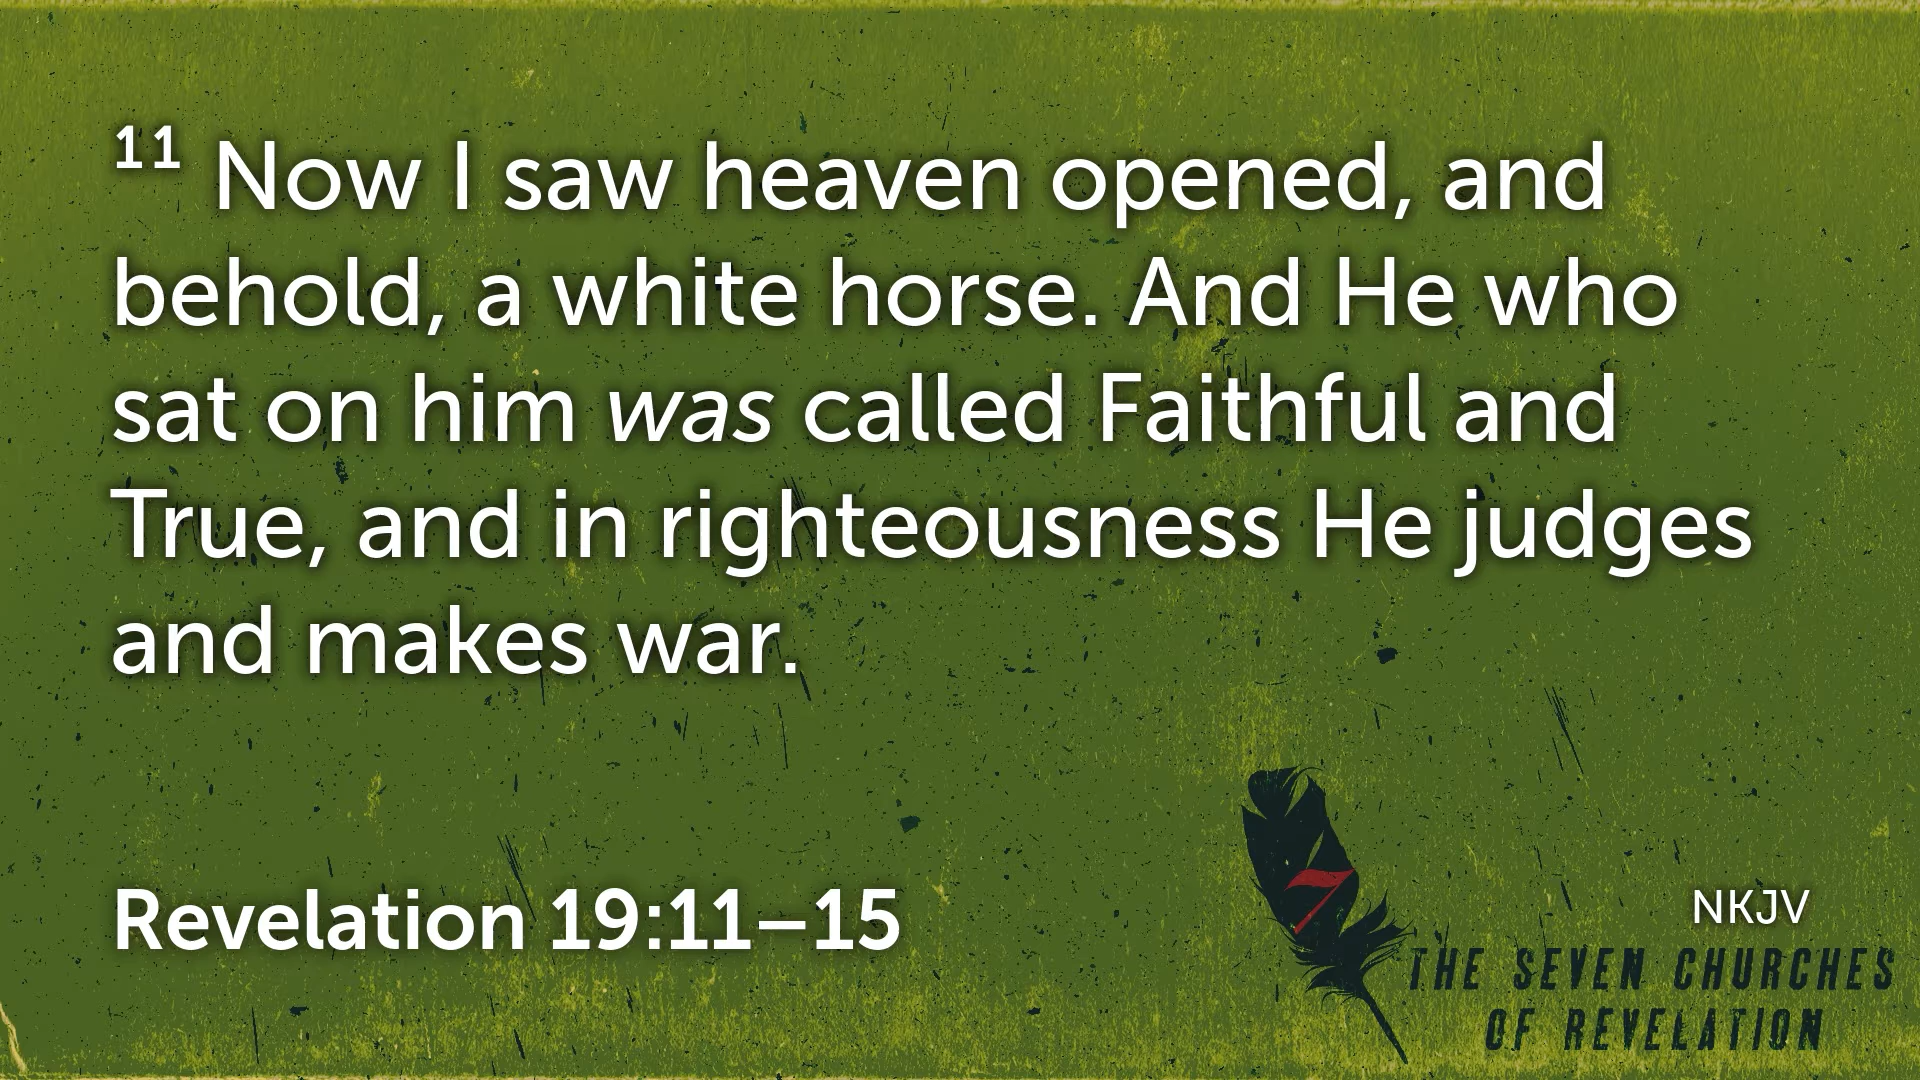 11 Now I saw heaven opened, and
behold, a white horse. And He who
sat on him was called Faithful and
True, and in righteousness He judges
and makes war.
Revelation 19:11–15
7
NKJV
THE SEVEN CHURCHES
OF REVELATION